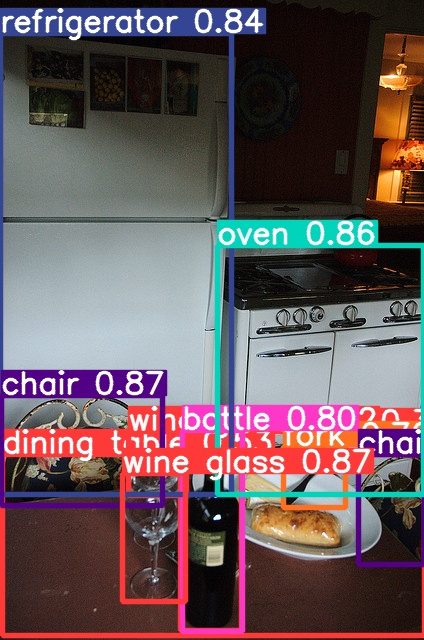 refrigerator 0.84
oven 0.86
chair 0.87
bottle 0.80
dining table
fork
chai
wine glass 0.87